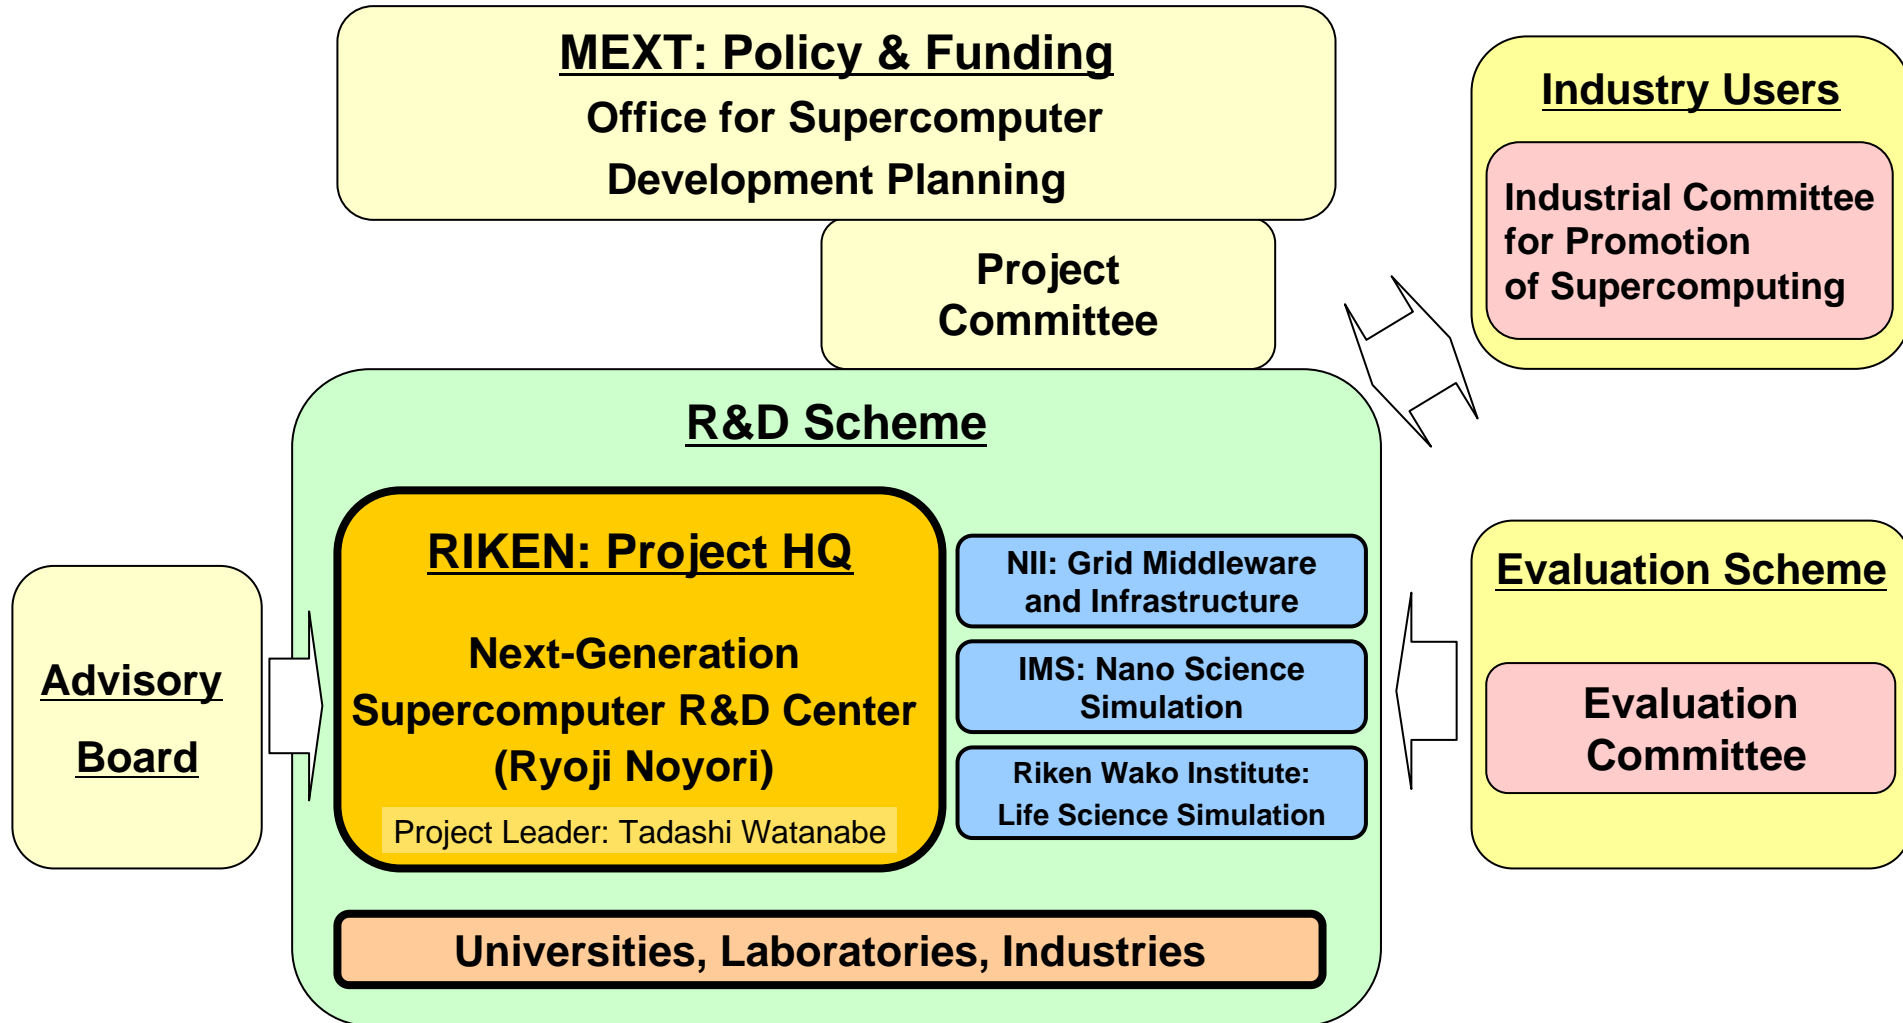 MEXT: Policy & Funding
Office for Supercomputer
Development Planning
Project
Committee
Industry Users
Industrial Committee
for Promotion
of Supercomputing
R&D Scheme
RIKEN: Project HQ
Next-Generation
Supercomputer R&D Center
(Ryoji Noyori)
Project Leader: Tadashi Watanabe
NII: Grid Middleware
and Infrastructure
IMS: Nano Science
Simulation
Riken Wako Institute:
Life Science Simulation
Universities, Laboratories, Industries
Advisory
Board
Evaluation Scheme
Evaluation
Committee